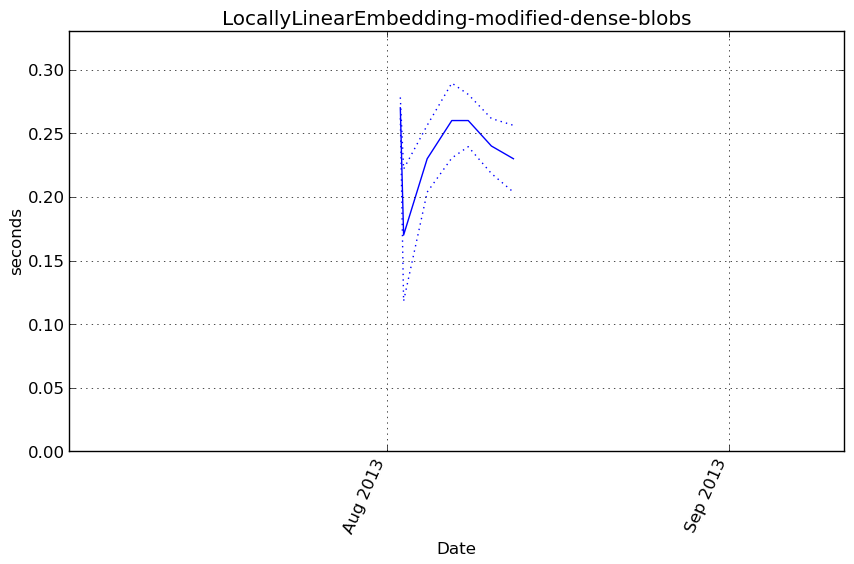 LocallyLinearEmbedding-modified-dense-blobs
0.30
0.25
0.20
0.15
0.10
0.05
0.00
seconds
Aug 2013
Sep 2013
Date